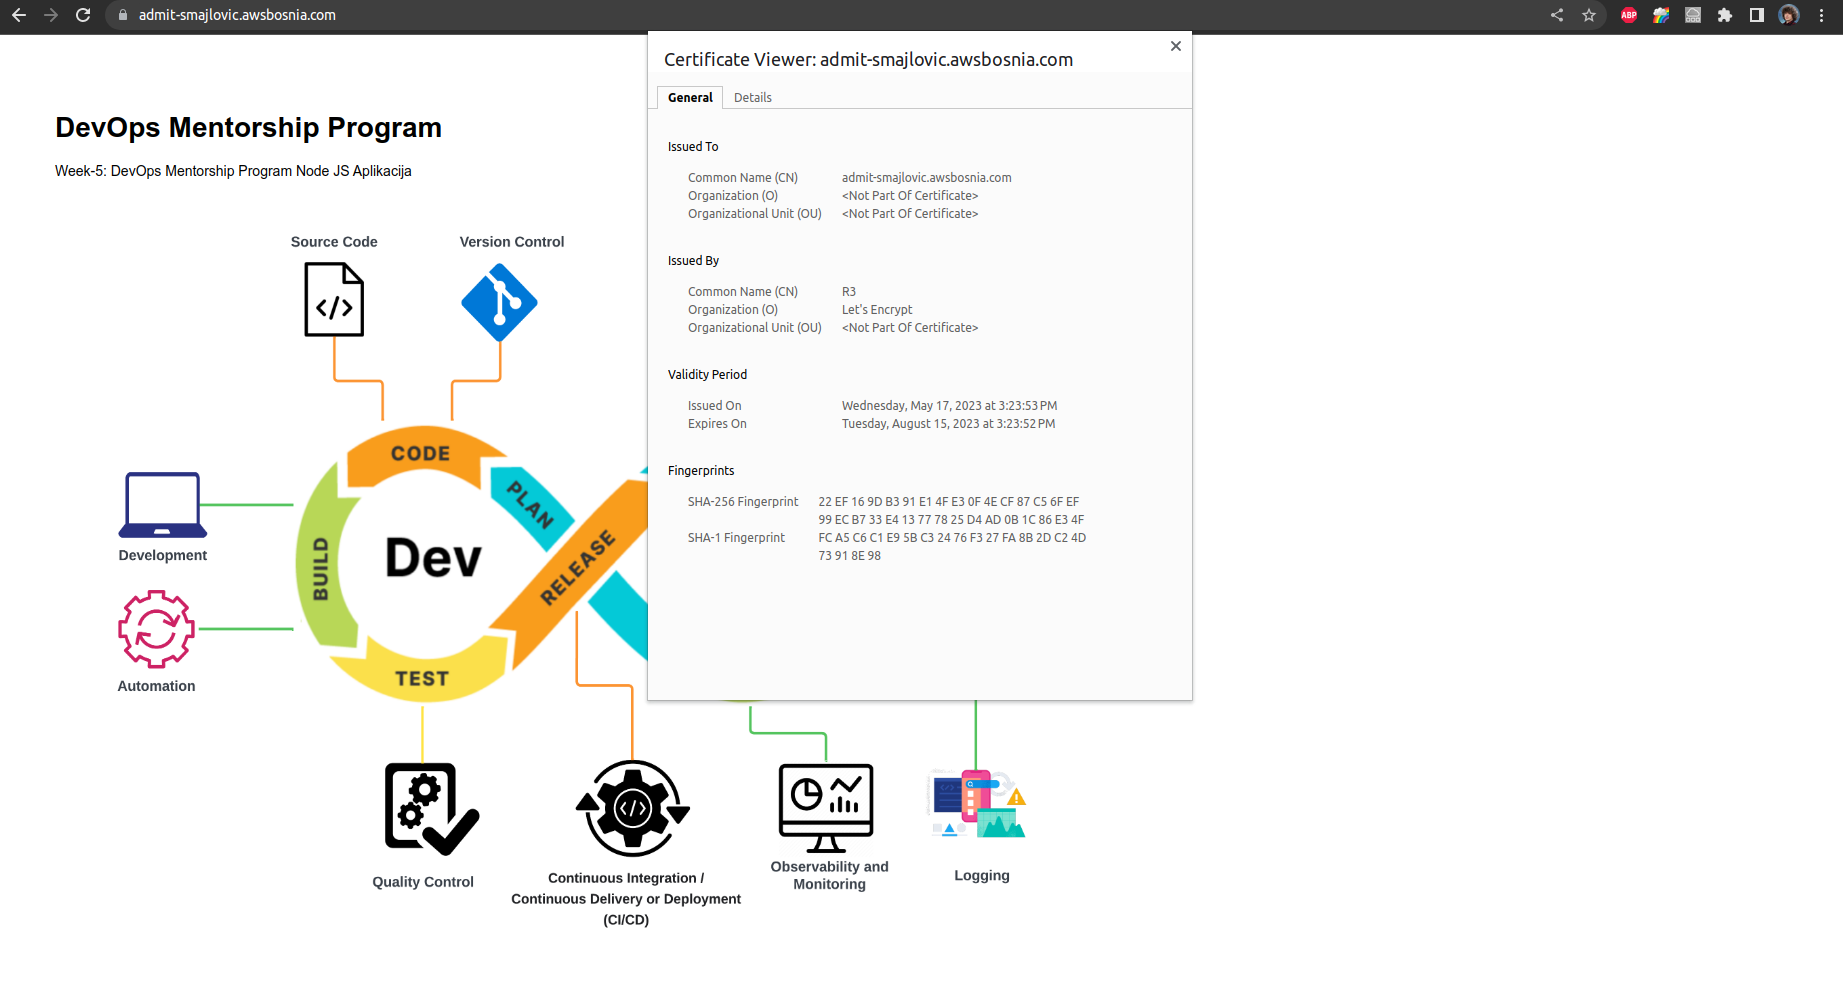 admit-smajlovic.awsbosnia.com
ABP
Certificate Viewer: admit-smajlovic.awsbosnia.com
General
Details
Issued To
Common Name (CN) admit-smajlovic.awsbosnia.com
Organization (O) <Not Part Of Certificate>
Organizational Unit (OU) <Not Part Of Certificate>
Issued By
Common Name (CN) R3
Organization (O) Let's Encrypt
Organizational Unit (OU) <Not Part Of Certificate>
Validity Period
Issued On Wednesday, May 17, 2023 at 3:23:53 PM
Expires On Tuesday, August 15, 2023 at 3:23:52 PM
Fingerprints
SHA-256 Fingerprint 22 EF 16 9D B3 91 E1 4F E3 0F 4E CF 87 C5 6F EF
99 EC B7 33 E4 13 77 78 25 D4 AD 0B 1C 86 E3 4F
SHA-1 Fingerprint FC A5 C6 C1 E9 5B C3 24 76 F3 27 FA 8B 2D C2 4D
73 91 8E 98
DevOps Mentorship Program
Week-5: DevOps Mentorship Program Node JS Aplikacija
Source Code
Version Control
</>
CODE
PLAN
BUILD
Dev
RELEASE
TEST
Development
Automation
</>
Quality Control
Continuous Integration /
Continuous Delivery or Deployment
(CI/CD)
Observability and
Monitoring
Logging